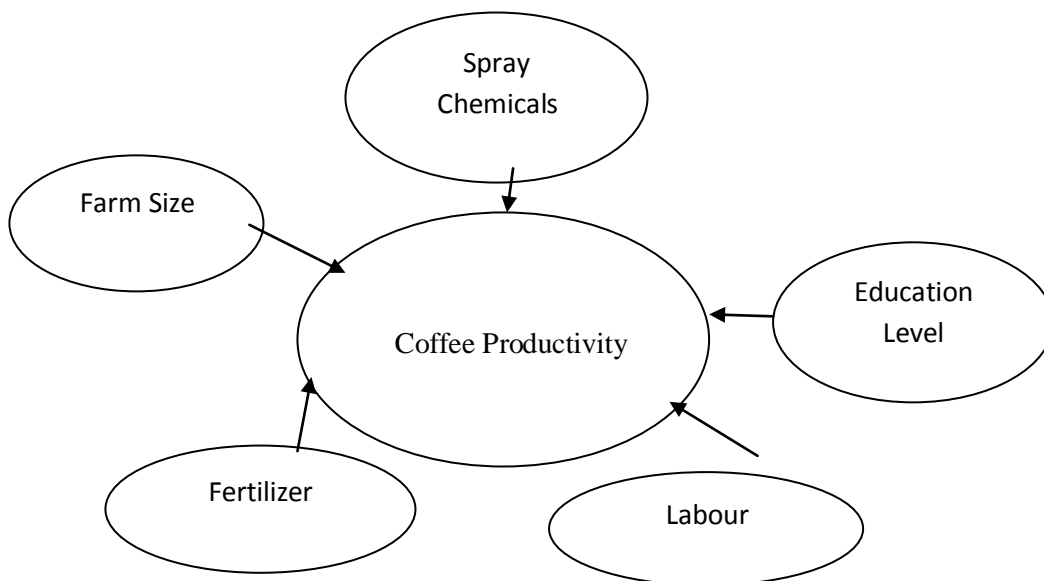 Spray
Chemicals
Farm Size
Education
Level
Coffee Productivity
Fertilizer
Labour